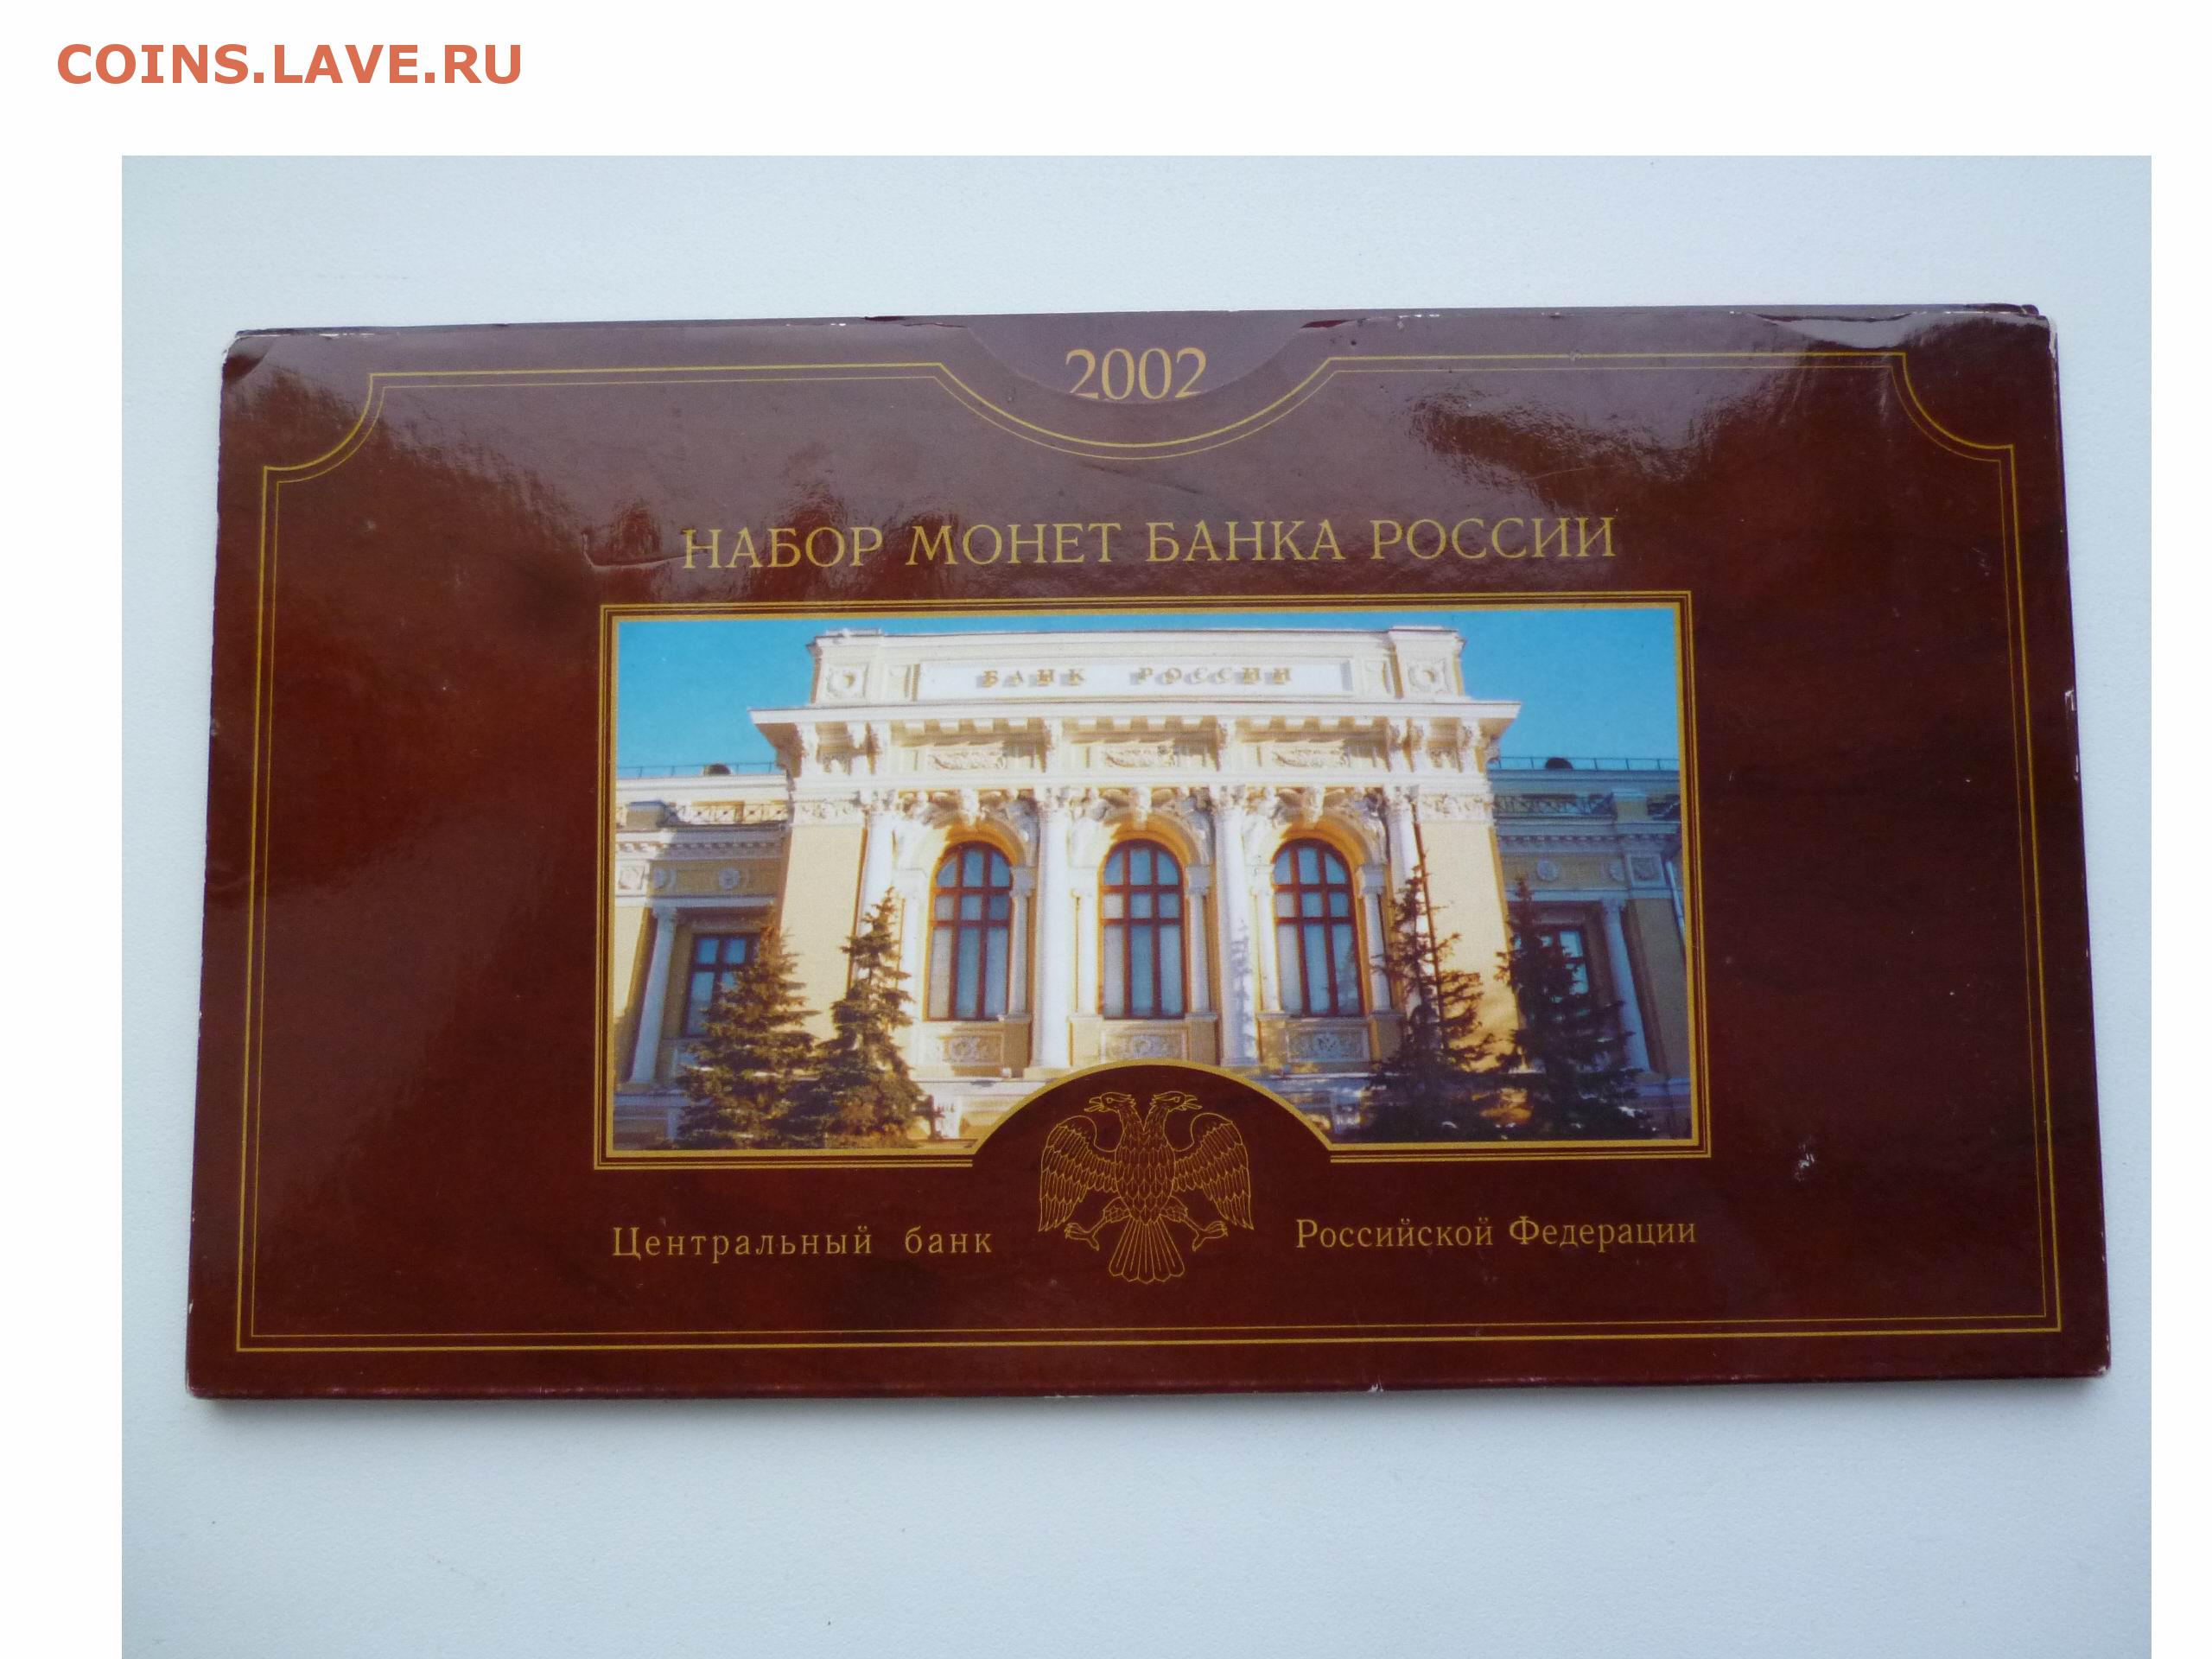 COINS.LAVE.RU
2002
НАБОР МОНЕТ БАНКА РОССИИ
БАНК РОССИИ
Центральный банк Российской Федерации